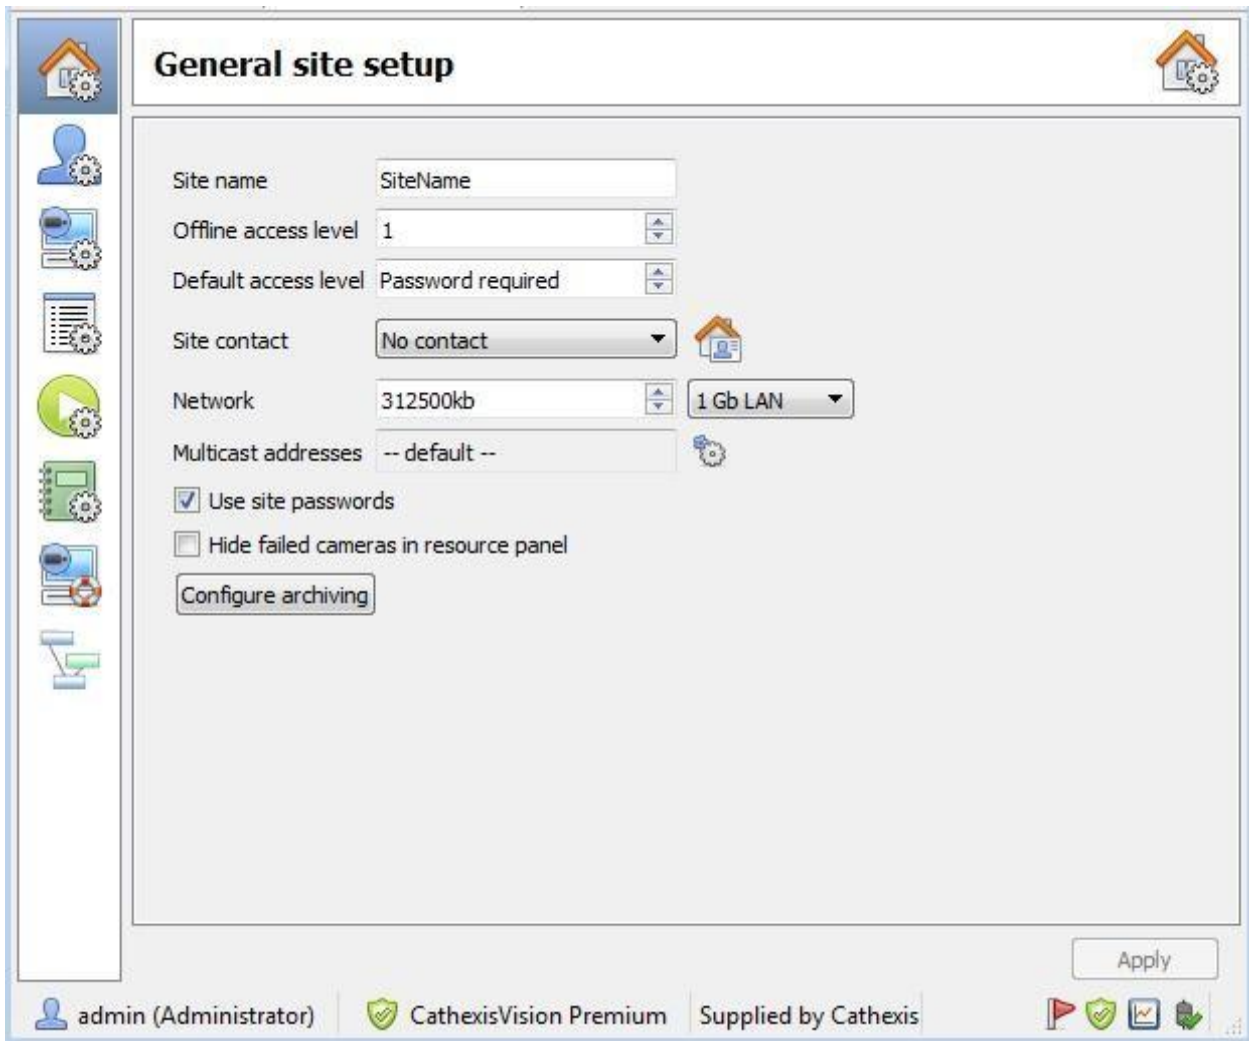 General site setup
Site name SiteName
Offline access level 1
Default access level Password required
Site contact No contact
Network 312500kb 1 Gb LAN
Multicast addresses -- default --
Use site passwords
Hide failed cameras in resource panel
Configure archiving
Apply
admin (Administrator) CathexisVision Premium Supplied by Cathexis